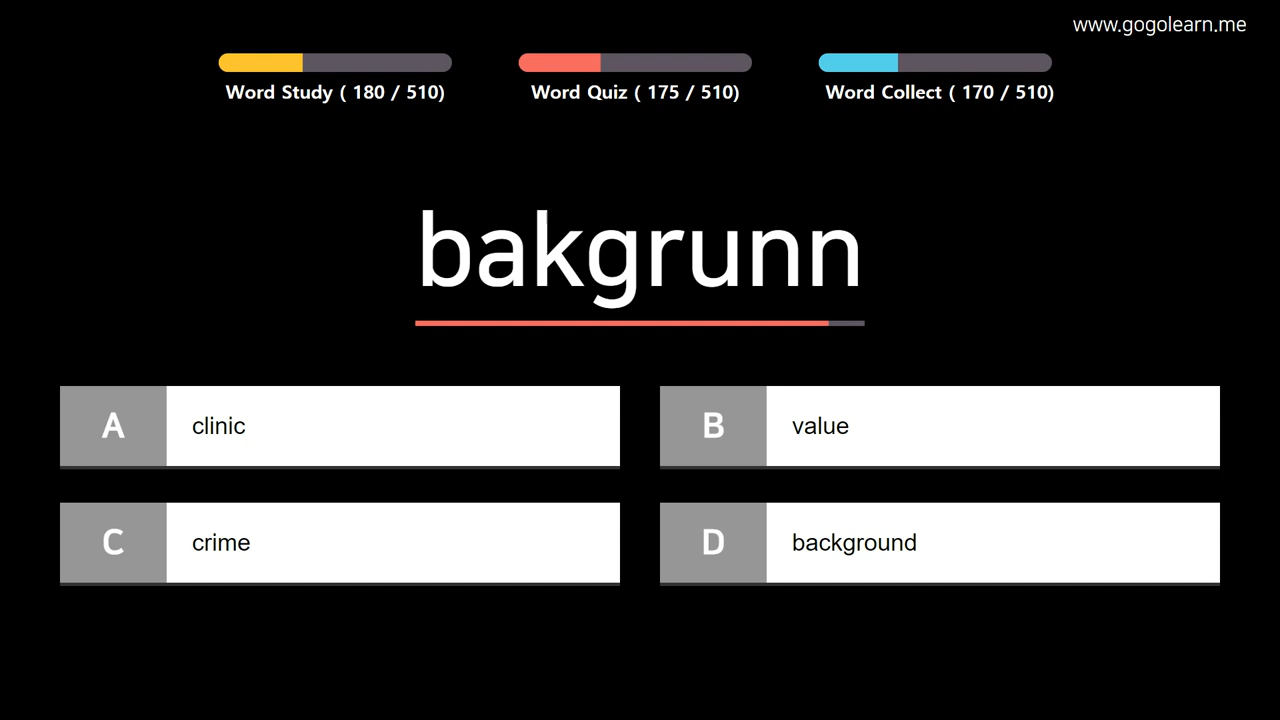 www.gogolearn.me
Word Study ( 180 / 510)
Word Quiz ( 175 / 510)
Word Collect ( 170 / 510)
bakgrunn
A clinic
B value
C crime
D background